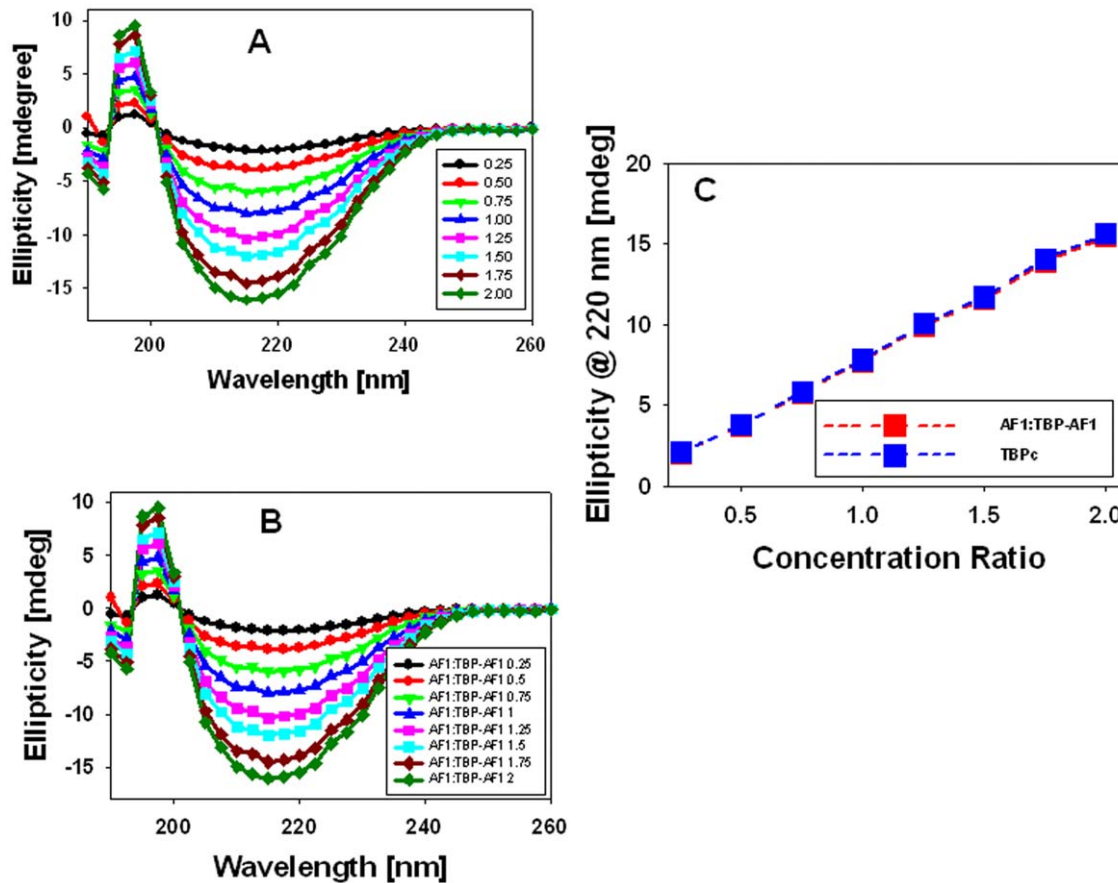 A
10
5
0
-5
-10
-15
Ellipticity [mdegree]
0.25
0.50
0.75
1.00
1.25
1.50
1.75
2.00
200 220 240 260
Wavelength [nm]
B
10
5
0
-5
-10
-15
Ellipticity [mdeg]
AF1:TBP-AF1 0.25
AF1:TBP-AF1 0.5
AF1:TBP-AF1 0.75
AF1:TBP-AF1 1
AF1:TBP-AF1 1.25
AF1:TBP-AF1 1.5
AF1:TBP-AF1 1.75
AF1:TBP-AF1 2
200 220 240 260
Wavelength [nm]
C
20
15
10
5
0
Ellipticity @ 220 nm [mdeg]
AF1:TBP-AF1
TBPc
0.5 1.0 1.5 2.0
Concentration Ratio